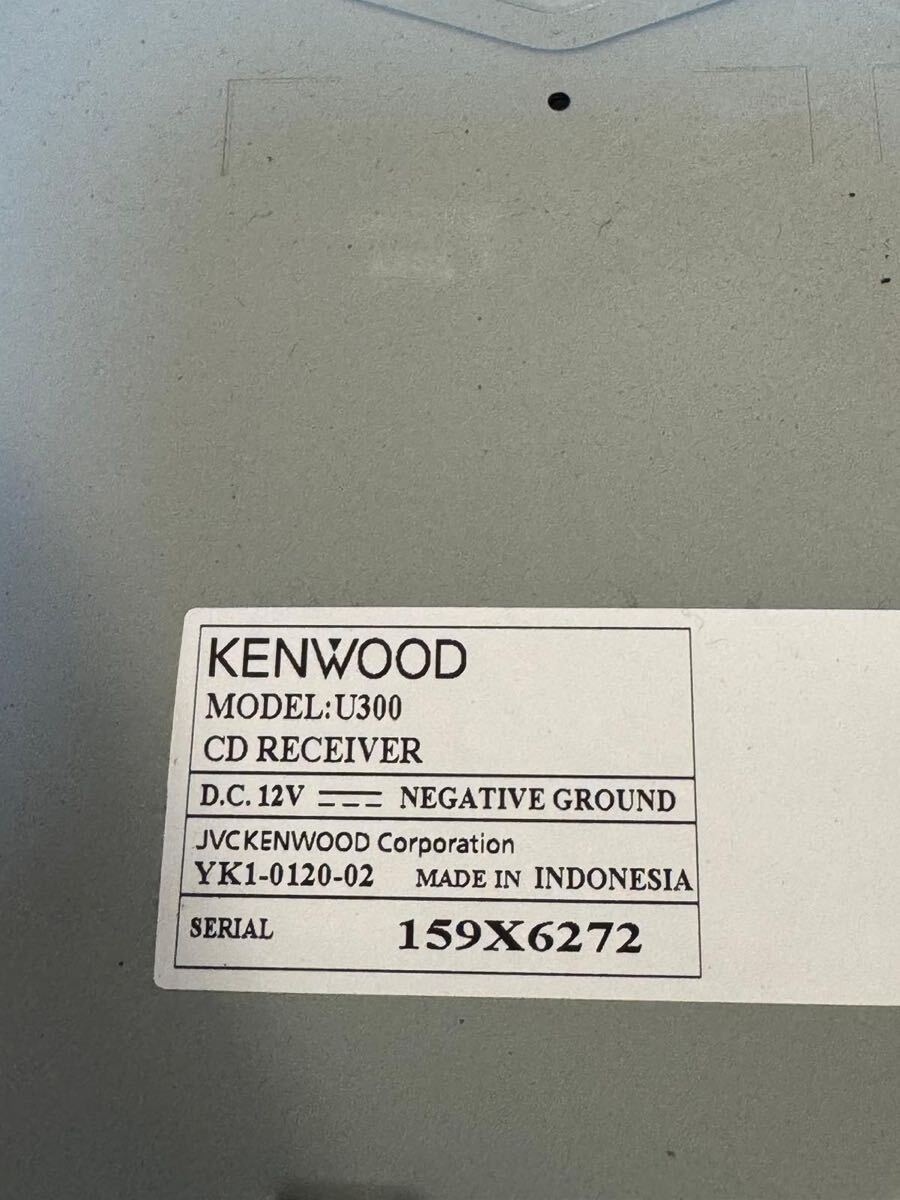 KENWOOD
MODEL:U300
CD RECEIVER
D.C. 12V NEGATIVE GROUND
JVCKENWOOD Corporation
YK1-0120-02 MADE IN INDONESIA
SERIAL 159X6272